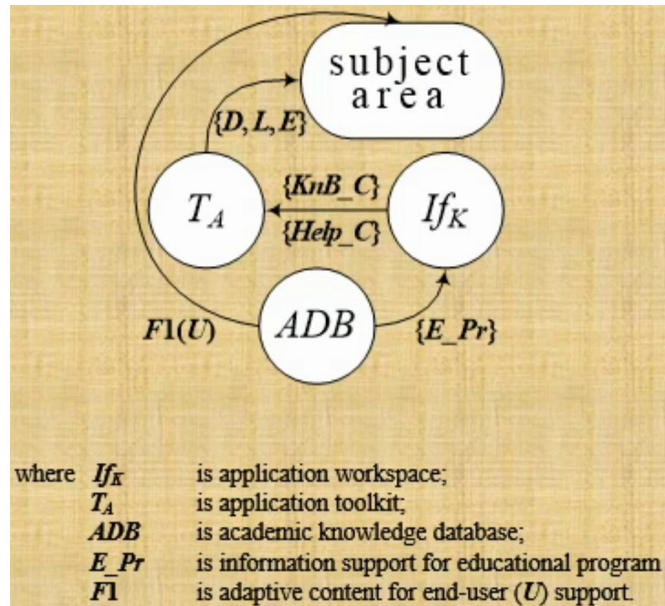 subject
area
{D, L, E}
{KnB_C}
T_A
If_K
{Help_C}
ADB
F1(U)
{E_Pr}
where If_K is application workspace;
T_A is application toolkit;
ADB is academic knowledge database;
E_Pr is information support for educational program
F1 is adaptive content for end-user (U) support.